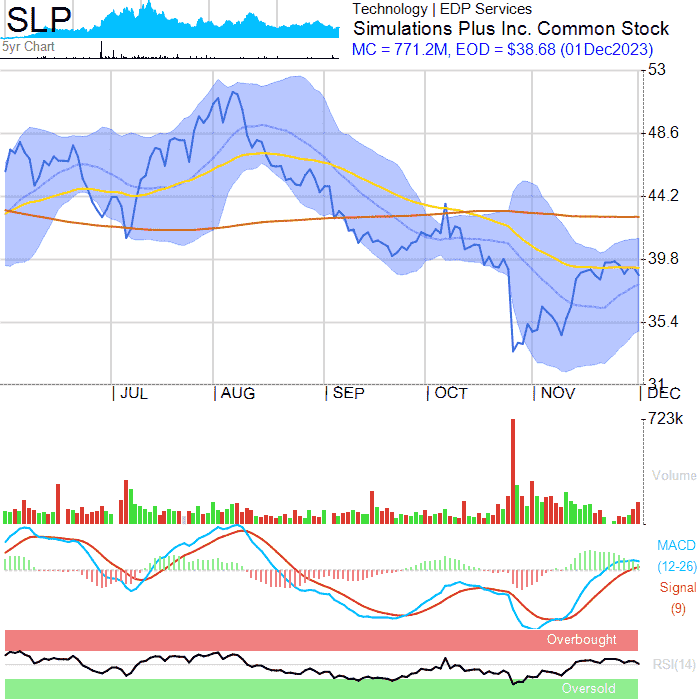 SLP
5yr Chart
Technology | EDP Services
Simulations Plus Inc. Common Stock
MC = 771.2M, EOD = $38.68 (01Dec2023)
53
48.6
44.2
39.8
35.4
31
JUL
AUG
SEP
OCT
NOV
DEC
723k
Volume
MACD
(12-26)
Signal
(9)
Overbought
RSI(14)
Oversold